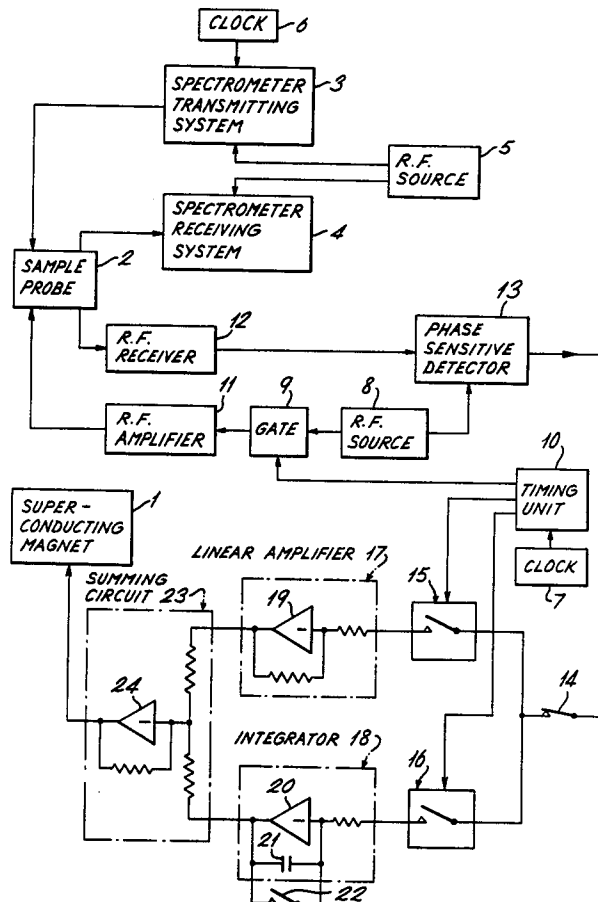 CLOCK
6
SPECTROMETER
TRANSMITTING
SYSTEM
3
R.F.
SOURCE
5
SPECTROMETER
RECEIVING
SYSTEM
4
SAMPLE
PROBE
2
R.F.
RECEIVER
12
PHASE
SENSITIVE
DETECTOR
13
R.F.
AMPLIFIER
11
GATE
9
R.F.
SOURCE
8
TIMING
UNIT
10
CLOCK
7
SUPER-
CONDUCTING
MAGNET
1
LINEAR AMPLIFIER 17
SUMMING
CIRCUIT 23
19
15
24
14
INTEGRATOR 18
16
20
21
22